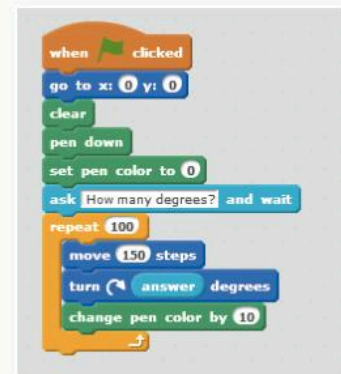 when clicked
go to x: 0 y: 0
clear
pen down
set pen color to 0
ask How many degrees? and wait
repeat 100
move 150 steps
turn answer degrees
change pen color by 10